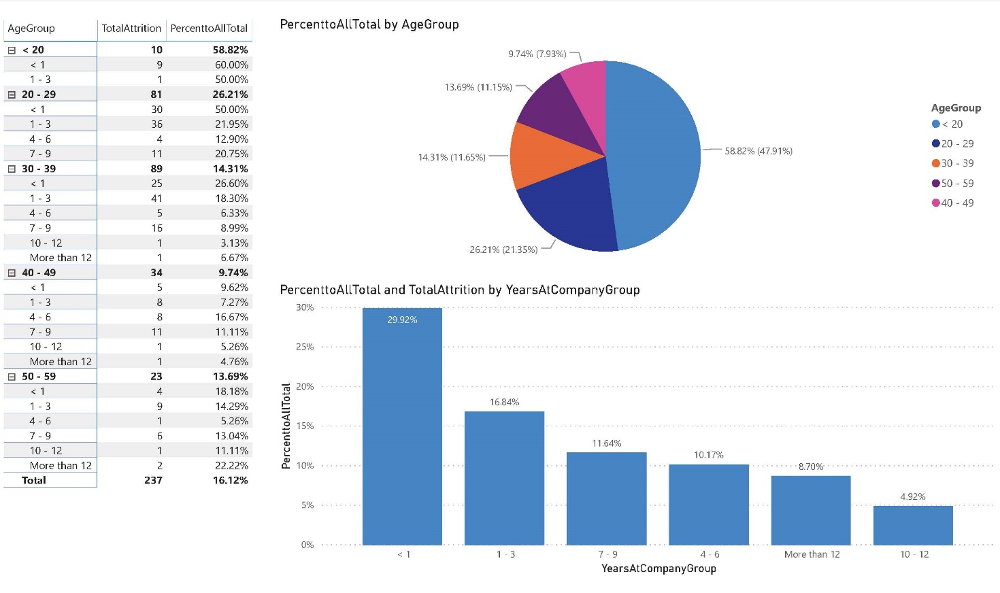 AgeGroup TotalAttrition PercenttoAllTotal
< 20 10 58.82%
< 1 9 60.00%
1 - 3 1 50.00%
20 - 29 81 26.21%
< 1 30 50.00%
1 - 3 36 21.95%
4 - 6 4 12.90%
7 - 9 11 20.75%
30 - 39 89 14.31%
< 1 25 26.60%
1 - 3 41 18.30%
4 - 6 5 6.33%
7 - 9 16 8.99%
10 - 12 1 3.13%
More than 12 1 6.67%
40 - 49 34 9.74%
< 1 5 9.62%
1 - 3 8 7.27%
4 - 6 8 16.67%
7 - 9 11 11.11%
10 - 12 1 5.26%
More than 12 1 4.76%
50 - 59 23 13.69%
< 1 4 18.18%
1 - 3 9 14.29%
4 - 6 1 5.26%
7 - 9 6 13.04%
10 - 12 1 11.11%
More than 12 2 22.22%
Total 237 16.12%
PercenttoAllTotal by AgeGroup
9.74% (7.93%)
13.69% (11.15%)
14.31% (11.65%)
26.21% (21.35%)
58.82% (47.91%)
AgeGroup
< 20
20 - 29
30 - 39
50 - 59
40 - 49
PercenttoAllTotal and TotalAttrition by YearsAtCompanyGroup
PercenttoAllTotal
30%
25%
20%
15%
10%
5%
0%
29.92%
16.84%
11.64%
10.17%
8.70%
4.92%
< 1 1 - 3 7 - 9 4 - 6 More than 12 10 - 12
YearsAtCompanyGroup